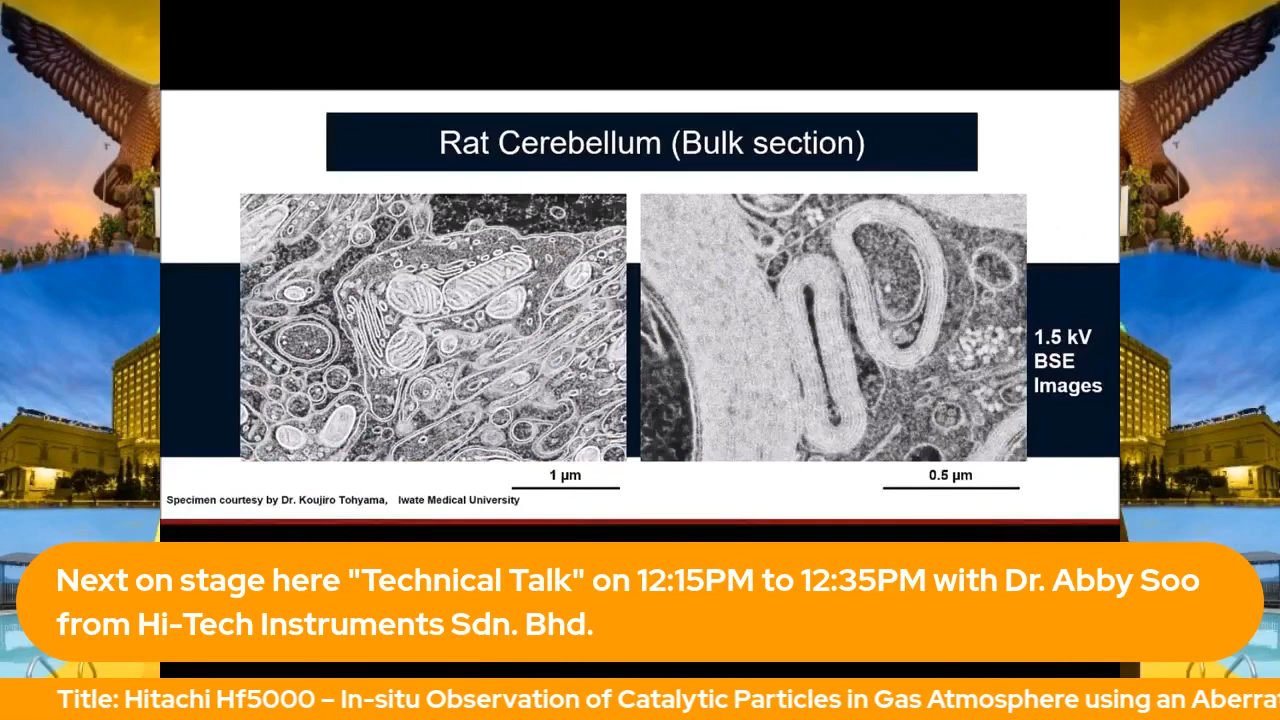 Rat Cerebellum (Bulk section)
1.5 kV
BSE
Images
1 µm
0.5 µm
Specimen courtesy by Dr. Koujiro Tohyama, Iwate Medical University
Next on stage here "Technical Talk" on 12:15PM to 12:35PM with Dr. Abby Soo
from Hi-Tech Instruments Sdn. Bhd.
Title: Hitachi Hf5000 – In-situ Observation of Catalytic Particles in Gas Atmosphere using an Aberra